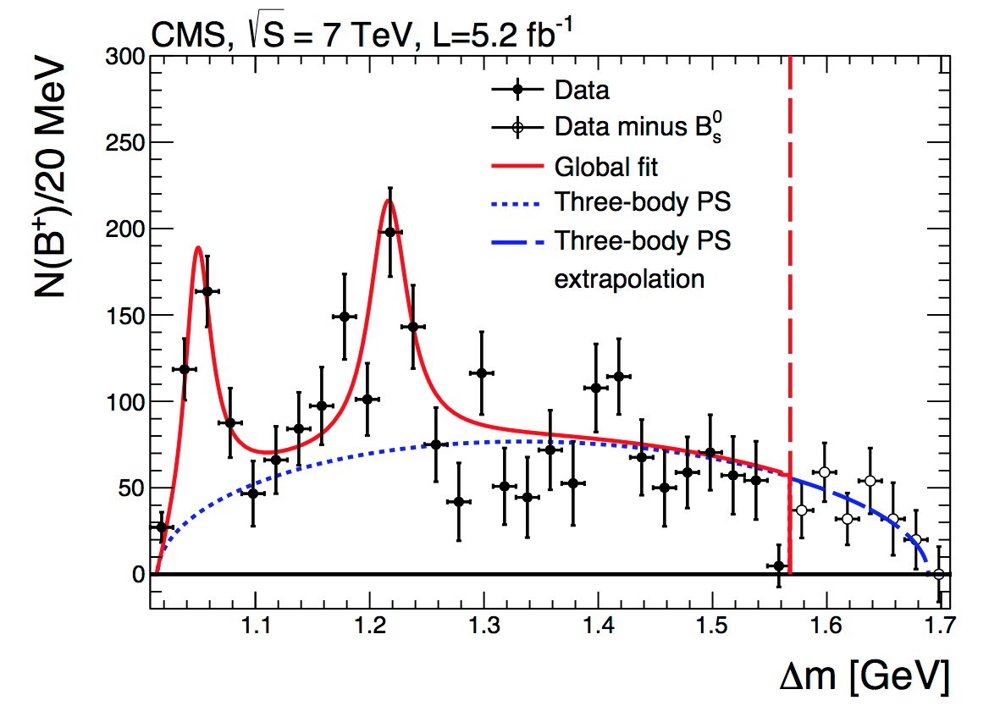 CMS, √S = 7 TeV, L=5.2 fb⁻¹
N(B⁺)/20 MeV
300
250
200
150
100
50
0
Data
Data minus B⁰ₛ
Global fit
Three-body PS
Three-body PS
extrapolation
1.1 1.2 1.3 1.4 1.5 1.6 1.7
Δm [GeV]